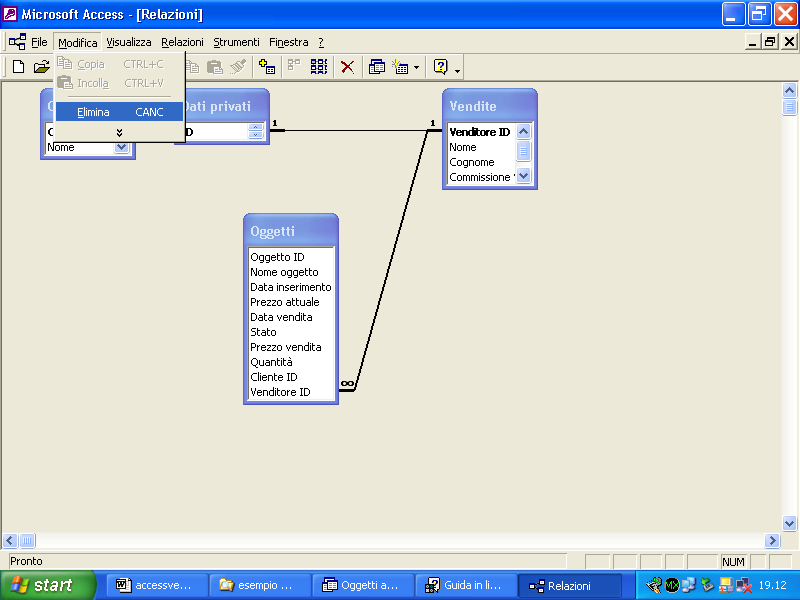 Microsoft Access - [Relazioni]
File Modifica Visualizza Relazioni Strumenti Finestra ?
Copia CTRL+C
Incolla CTRL+V
Elimina CANC
Dati privati
ID
1
C
C
Nome
Vendite
1
Venditore ID
Nome
Cognome
Commissione
Oggetti
Oggetto ID
Nome oggetto
Data inserimento
Prezzo attuale
Data vendita
Stato
Prezzo vendita
Quantità
Cliente ID
Venditore ID
∞
Pronto
NUM
start
accessve...
esempio ...
Oggetti a...
Guida in li...
Relazioni
19.12